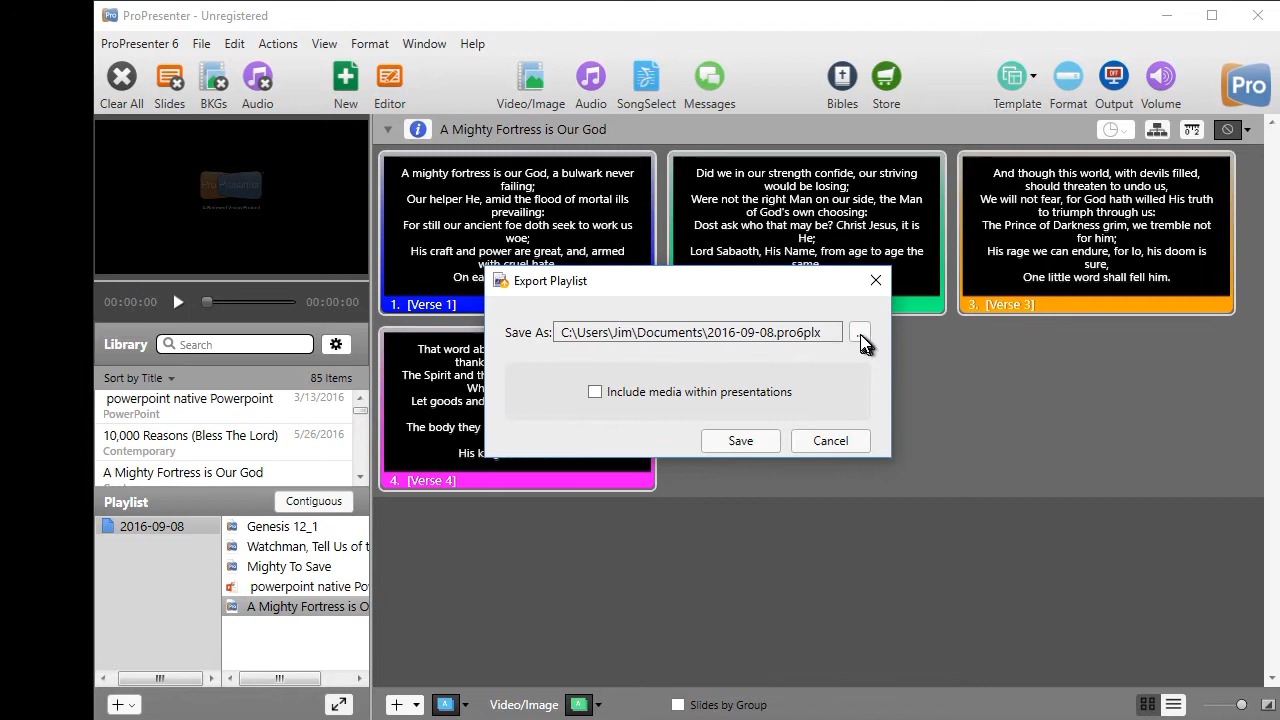 Pro ProPresenter - Unregistered
ProPresenter 6 File Edit Actions View Format Window Help
Clear All Slides BKGs Audio New Editor Video/Image Audio SongSelect Messages Bibles Store Template Format Output Volume
OFF
Pro
ProPresenter
A Mighty Fortress is Our God
A mighty fortress is our God, a bulwark never
failing;
Our helper He, amid the flood of mortal ills
prevailing:
For still our ancient foe doth seek to work us
woe;
His craft and power are great, and, armed
with cruel hate,
On ea
1. [Verse 1]
Did we in our strength confide, our striving
would be losing;
Were not the right Man on our side, the Man
of God's own choosing:
Dost ask who that may be? Christ Jesus, it is
He;
Lord Sabaoth, His Name, from age to age the
same,
And though this world, with devils filled,
should threaten to undo us,
We will not fear, for God hath willed His truth
to triumph through us:
The Prince of Darkness grim, we tremble not
for him;
His rage we can endure, for lo, his doom is
sure,
One little word shall fell him.
3. [Verse 3]
That word ab
thank
The Spirit and th
Wh
Let goods and
The body they
His k
4. [Verse 4]
Export Playlist
Save As: C:\Users\Jim\Documents\2016-09-08.pro6plx
Include media within presentations
Save Cancel
00:00:00 00:00:00
Library Search
Sort by Title 85 Items
powerpoint native Powerpoint 3/13/2016
PowerPoint
10,000 Reasons (Bless The Lord) 5/26/2016
Contemporary
A Mighty Fortress is Our God
Playlist Contiguous
2016-09-08
Genesis 12_1
Watchman, Tell Us of t
Mighty To Save
powerpoint native Po
A Mighty Fortress is O
Video/Image Slides by Group